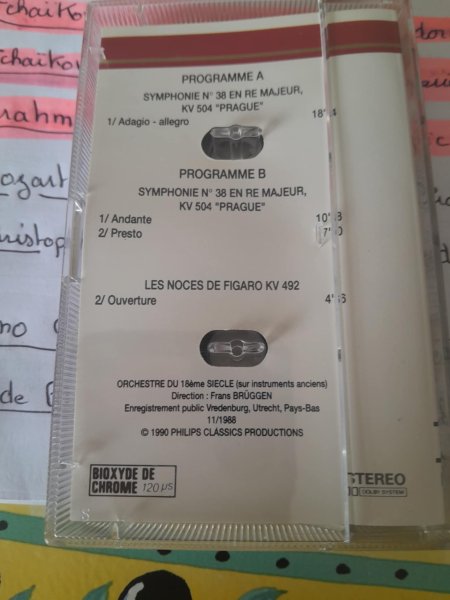 PROGRAMME A
SYMPHONIE N° 38 EN RE MAJEUR,
KV 504 "PRAGUE"
1/ Adagio - allegro
PROGRAMME B
SYMPHONIE N° 38 EN RE MAJEUR,
KV 504 "PRAGUE"
1/ Andante
2/ Presto
LES NOCES DE FIGARO KV 492
2/ Ouverture
ORCHESTRE DU 18ème SIECLE (sur instruments anciens)
Direction : Frans BRÜGGEN
Enregistrement public Vredenburg, Utrecht, Pays-Bas
11/1988
© 1990 PHILIPS CLASSICS PRODUCTIONS
BIOXYDE DE
CHROME 120 µs
STEREO
DOLBY SYSTEM